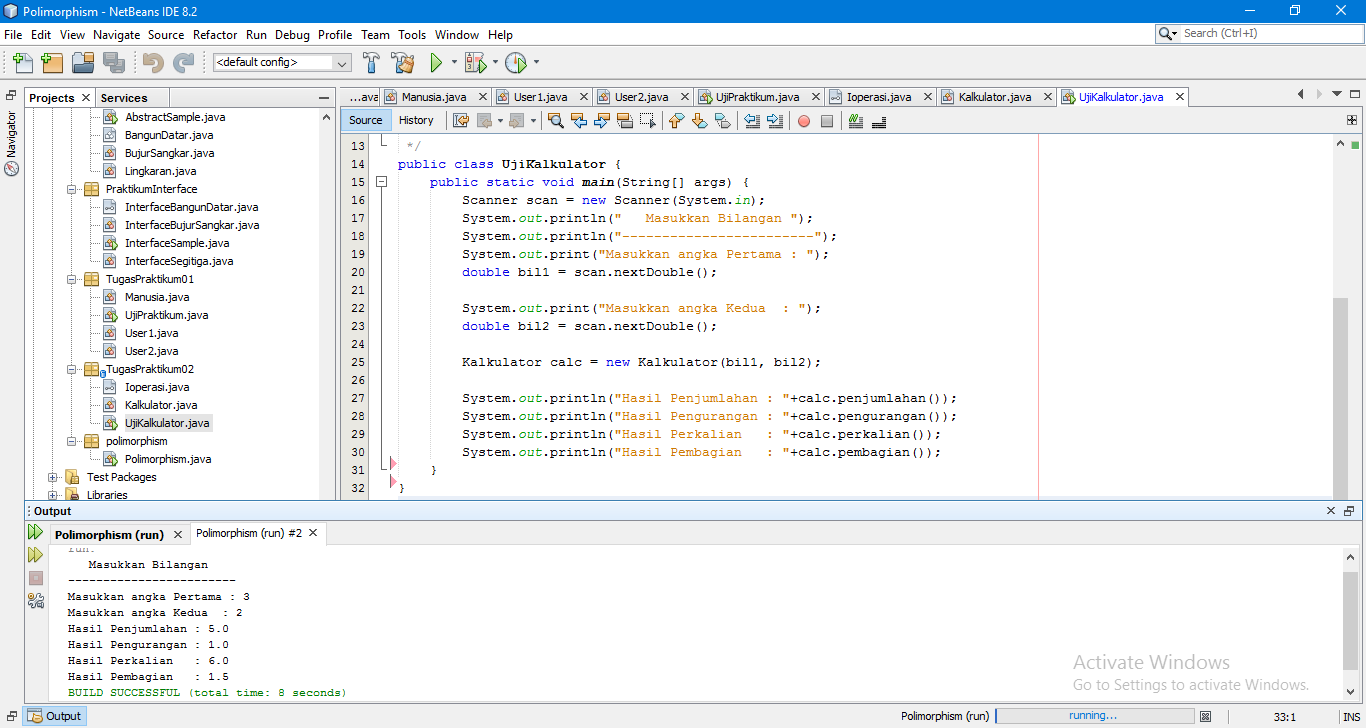 Polimorphism - NetBeans IDE 8.2
File Edit View Navigate Source Refactor Run Debug Profile Team Tools Window Help
Search (Ctrl+I)
<default config>
Projects Services
Navigator
AbstractSample.java
BangunDatar.java
BujurSangkar.java
Lingkaran.java
PraktikumInterface
InterfaceBangunDatar.java
InterfaceBujurSangkar.java
InterfaceSample.java
InterfaceSegitiga.java
TugasPraktikum01
Manusia.java
UjiPraktikum.java
User1.java
User2.java
TugasPraktikum02
Ioperasi.java
Kalkulator.java
UjiKalkulator.java
polimorphism
Polimorphism.java
Test Packages
Libraries
...ava Manusia.java User1.java User2.java UjiPraktikum.java Ioperasi.java Kalkulator.java UjiKalkulator.java
Source History
13 */
14 public class UjiKalkulator {
15 public static void main(String[] args) {
16 Scanner scan = new Scanner(System.in);
17 System.out.println("   Masukkan Bilangan ");
18 System.out.println("------------------------");
19 System.out.print("Masukkan angka Pertama : ");
20 double bil1 = scan.nextDouble();
21
22 System.out.print("Masukkan angka Kedua  : ");
23 double bil2 = scan.nextDouble();
24
25 Kalkulator calc = new Kalkulator(bil1, bil2);
26
27 System.out.println("Hasil Penjumlahan : "+calc.penjumlahan());
28 System.out.println("Hasil Pengurangan : "+calc.pengurangan());
29 System.out.println("Hasil Perkalian   : "+calc.perkalian());
30 System.out.println("Hasil Pembagian   : "+calc.pembagian());
31 }
32 }
Output
Polimorphism (run) Polimorphism (run) #2
run:
Masukkan Bilangan
------------------------
Masukkan angka Pertama : 3
Masukkan angka Kedua  : 2
Hasil Penjumlahan : 5.0
Hasil Pengurangan : 1.0
Hasil Perkalian   : 6.0
Hasil Pembagian   : 1.5
BUILD SUCCESSFUL (total time: 8 seconds)
Activate Windows
Go to Settings to activate Windows.
Output
Polimorphism (run) running... 33:1 INS